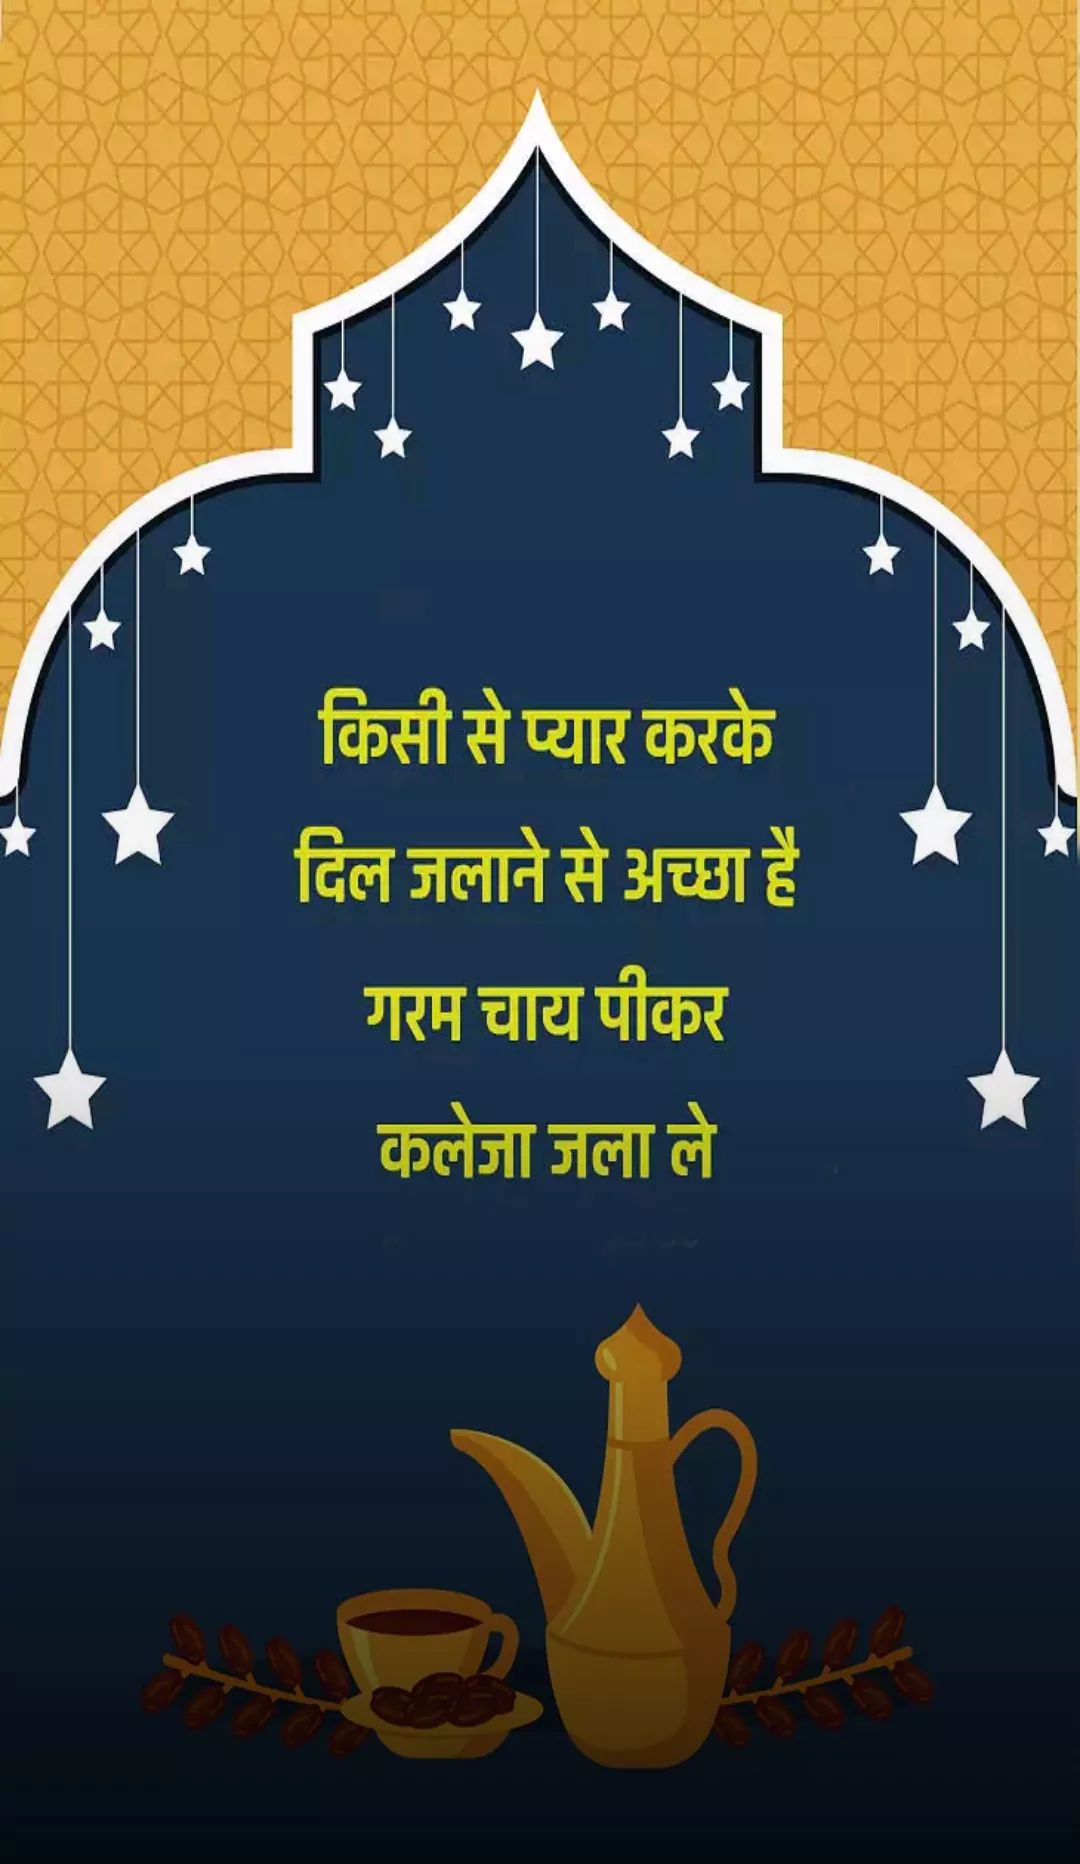 किसी से प्यार करके
दिल जलाने से अच्छा है
गरम चाय पीकर
कलेजा जला ले